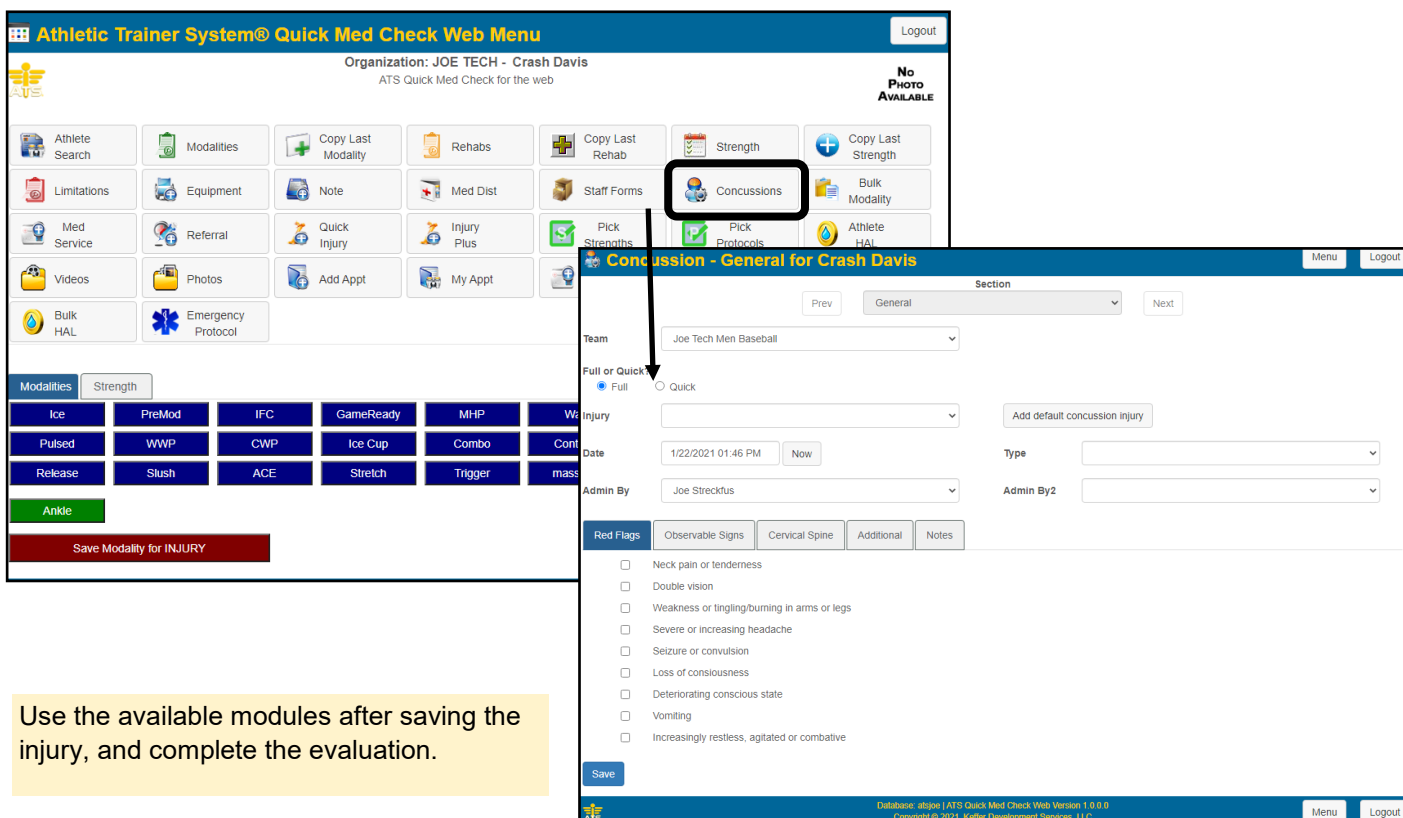 Athletic Trainer System® Quick Med Check Web Menu
Logout
Organization: JOE TECH - Crash Davis
ATS Quick Med Check for the web
ATS
No
Photo
Available
Athlete
Search
Modalities
Copy Last
Modality
Rehabs
Copy Last
Rehab
Strength
Copy Last
Strength
Limitations
Equipment
Note
Med Dist
Staff Forms
Concussions
Bulk
Modality
Med
Service
Referral
Quick
Injury
Injury
Plus
Pick
Strengths
Pick
Protocols
Athlete
HAL
Videos
Photos
Add Appt
My Appt
Bulk
HAL
Emergency
Protocol
Modalities
Strength
Ice
PreMod
IFC
GameReady
MHP
Pulsed
WWP
CWP
Ice Cup
Combo
Cont
Release
Slush
ACE
Stretch
Trigger
mass
Ankle
Save Modality for INJURY
Concussion - General for Crash Davis
Menu
Logout
Section
Prev
General
Next
Team
Joe Tech Men Baseball
Full or Quick?
Full
Quick
Injury
Add default concussion injury
Date
1/22/2021 01:46 PM
Now
Type
Admin By
Joe Streckfus
Admin By2
Red Flags
Observable Signs
Cervical Spine
Additional
Notes
Neck pain or tenderness
Double vision
Weakness or tingling/burning in arms or legs
Severe or increasing headache
Seizure or convulsion
Loss of consiousness
Deteriorating conscious state
Vomiting
Increasingly restless, agitated or combative
Save
Database: atsjoe | ATS Quick Med Check Web Version 1.0.0.0
Copyright © 2021, Keffer Development Services, LLC
Menu
Logout
Use the available modules after saving the
injury, and complete the evaluation.